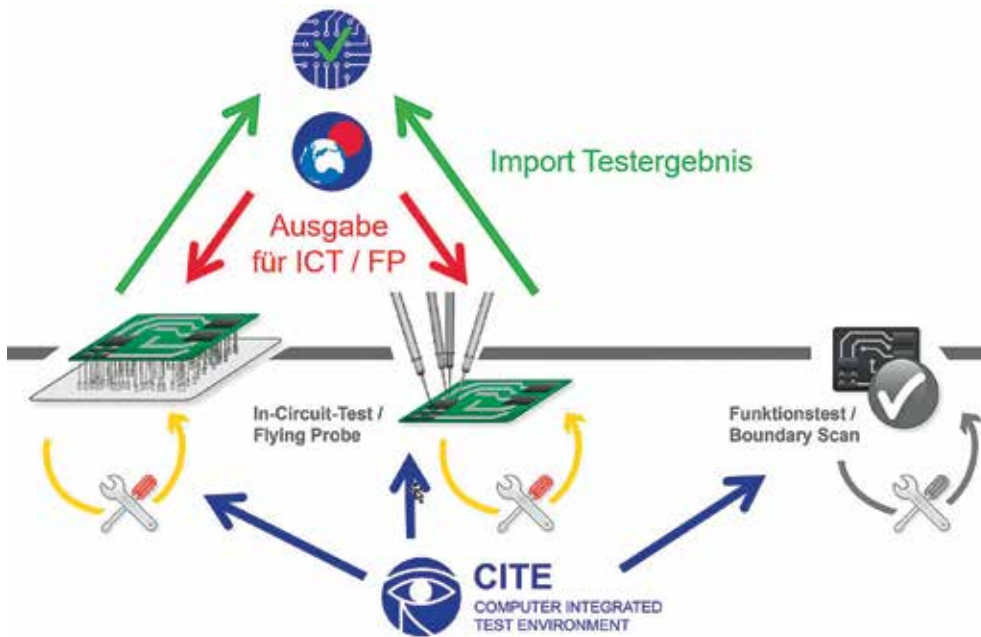 Import Testergebnis
Ausgabe
für ICT / FP
In-Circuit-Test /
Flying Probe
Funktionstest /
Boundary Scan
CITE
COMPUTER INTEGRATED
TEST ENVIRONMENT